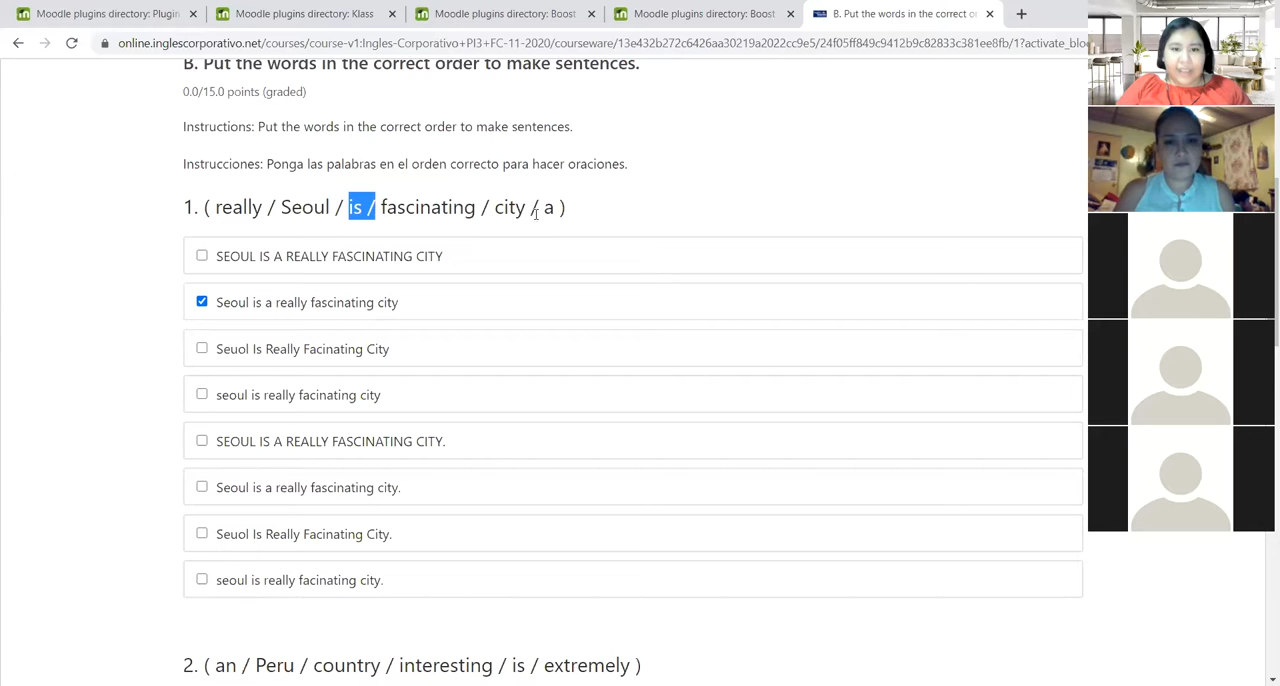 Moodle plugins directory: Plugin
Moodle plugins directory: Klass
Moodle plugins directory: Boost
Moodle plugins directory: Boost
B. Put the words in the correct or
online.inglescorporativo.net/courses/course-v1:Ingles-Corporativo+PI3+FC-11-2020/courseware/13e432b272c6426aa30219a2022cc9e5/24f05ff849c9412b9c82833c381ee8fb/1?activate_blo
B. Put the words in the correct order to make sentences.
0.0/15.0 points (graded)
Instructions: Put the words in the correct order to make sentences.
Instrucciones: Ponga las palabras en el orden correcto para hacer oraciones.
1. ( really / Seoul / is / fascinating / city / a )
SEOUL IS A REALLY FASCINATING CITY
Seoul is a really fascinating city
Seuol Is Really Facinating City
seoul is really facinating city
SEOUL IS A REALLY FASCINATING CITY.
Seoul is a really fascinating city.
Seuol Is Really Facinating City.
seoul is really facinating city.
2. ( an / Peru / country / interesting / is / extremely )